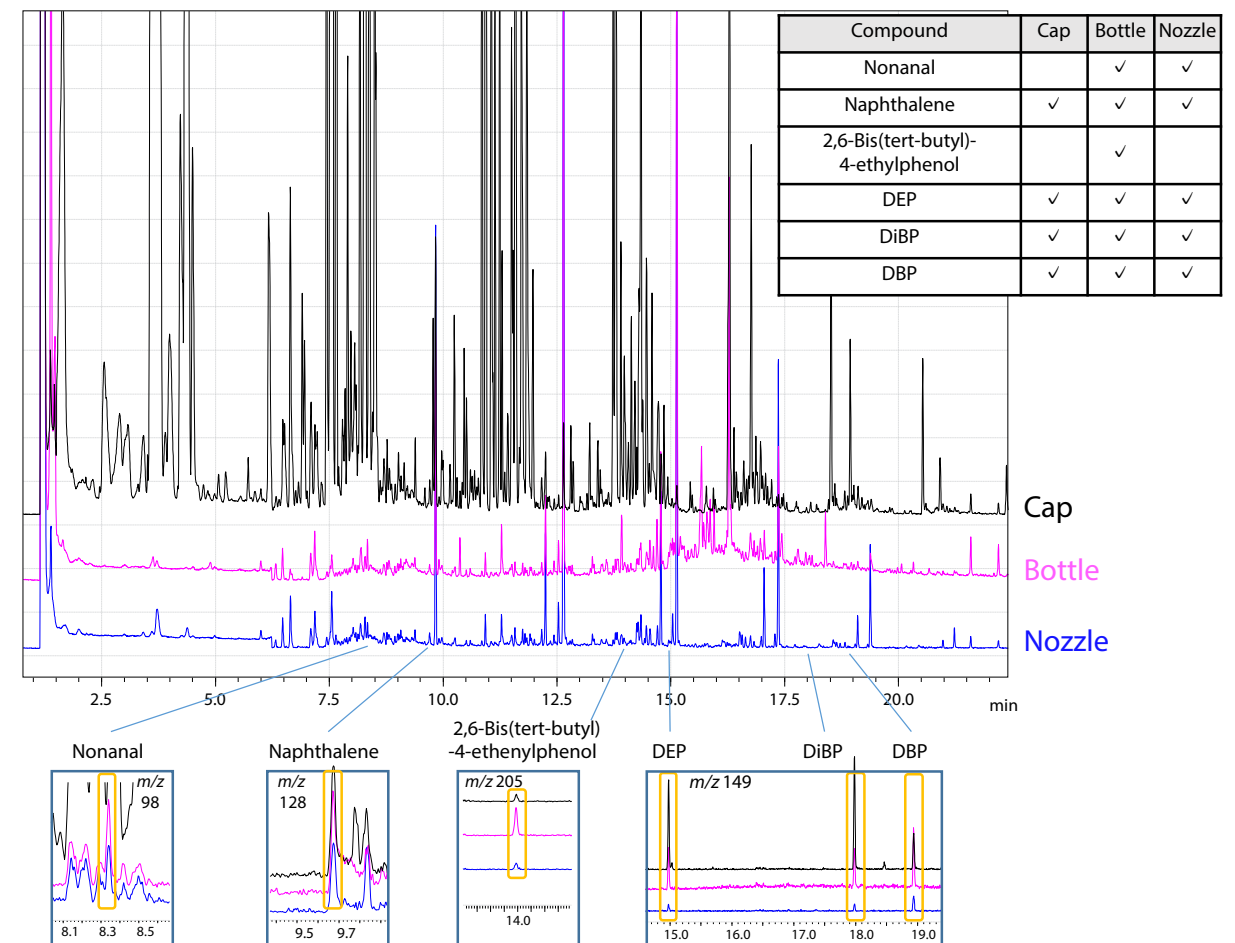 Compound Cap Bottle Nozzle
Nonanal ✓ ✓
Naphthalene ✓ ✓ ✓
2,6-Bis(tert-butyl)-
4-ethylphenol
✓
DEP ✓ ✓ ✓
DiBP ✓ ✓ ✓
DBP ✓ ✓ ✓
Cap
Bottle
Nozzle
2.5 5.0 7.5 10.0 12.5 15.0 17.5 20.0 min
Nonanal
Naphthalene
2,6-Bis(tert-butyl)
-4-ethenylphenol
DEP
DiBP
DBP
m/z
98
8.1 8.3 8.5
m/z
128
9.5 9.7
m/z 205
14.0
m/z 149
15.0 16.0 17.0 18.0 19.0